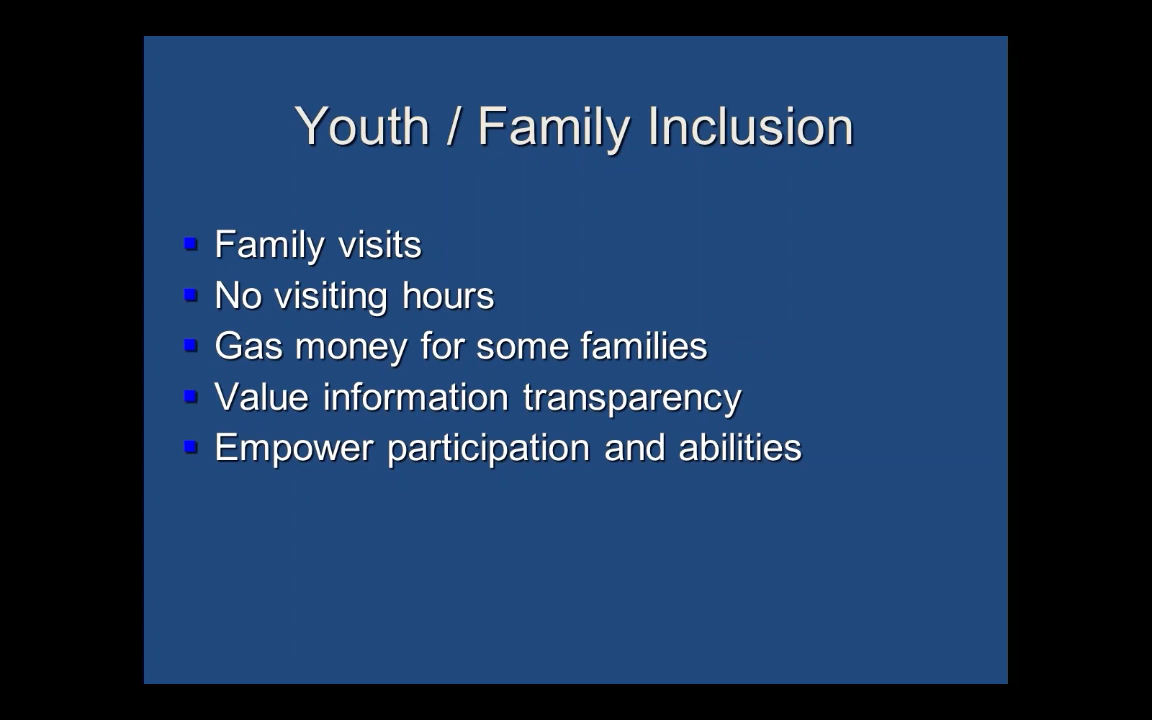 Youth / Family Inclusion
Family visits
No visiting hours
Gas money for some families
Value information transparency
Empower participation and abilities